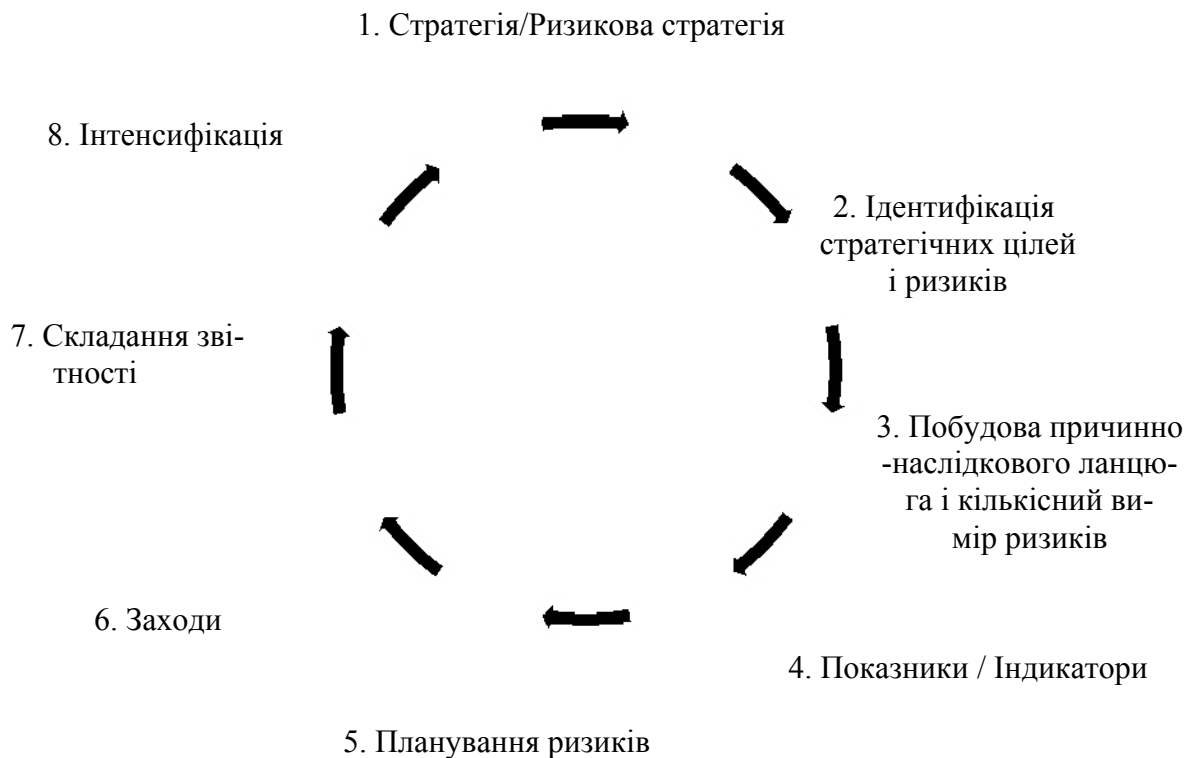 1. Стратегія/Ризикова стратегія
2. Ідентифікація
стратегічних цілей
і ризиків
3. Побудова причинно
-наслідкового ланцю-
га і кількісний ви-
мір ризиків
4. Показники / Індикатори
5. Планування ризиків
6. Заходи
7. Складання зві-
тності
8. Інтенсифікація